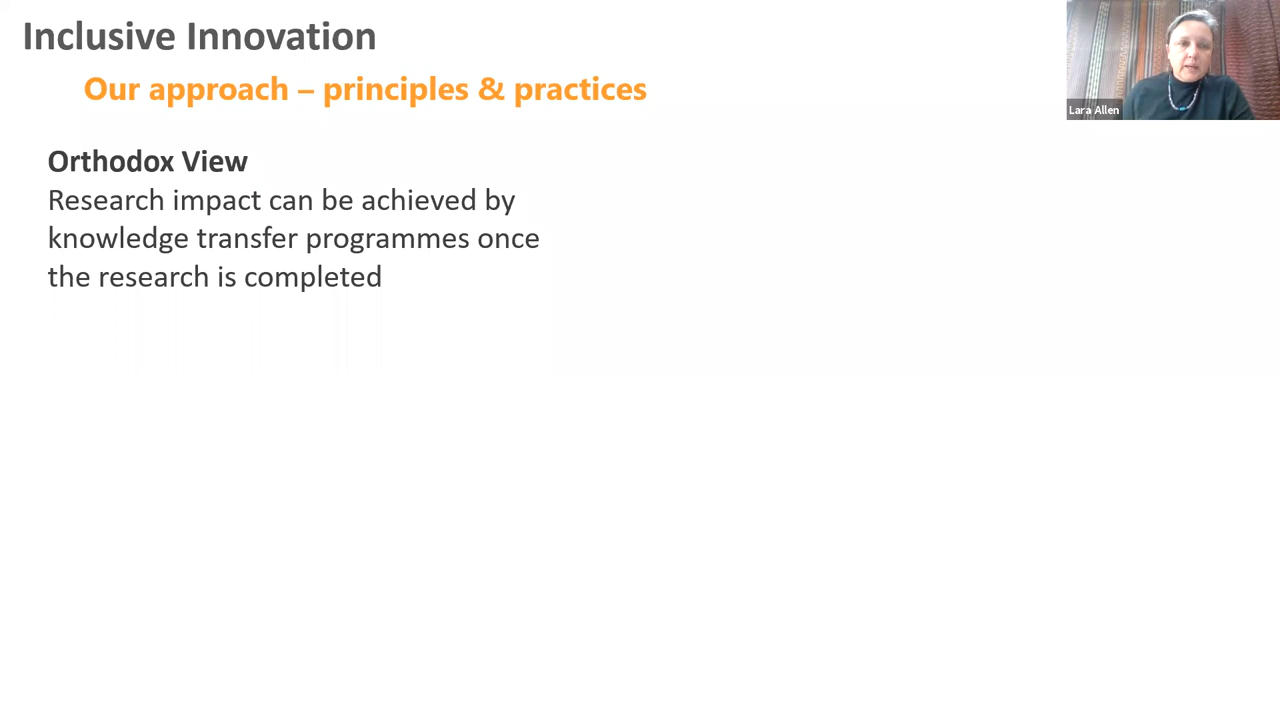 Inclusive Innovation
Our approach – principles & practices
Lara Allen
Orthodox View
Research impact can be achieved by
knowledge transfer programmes once
the research is completed